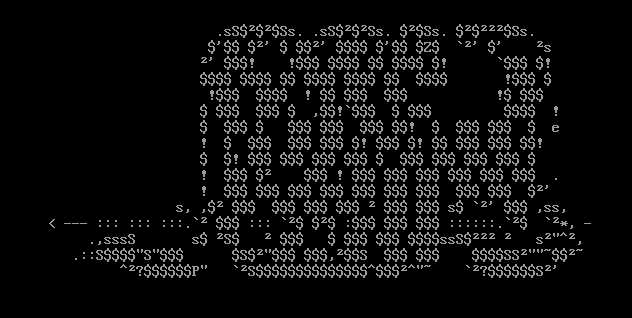 .sS$²$²$Ss. .sS$²$²Ss. $²$Ss. $²$²²²$Ss.
$'$$ $²' $ $$²' $$$$ $'$$ $Z$ `²' $' ²s
²' $$$! !$$$ $$$$ $$ $$$$ $! `$$$ $!
$$$$ $$$$ $$ $$$$ $$$$ $$ $$$$ !$$$ $
!$$$ $$$$ ! $$ $$$ $$$ !$ $$$
$ $$$ $$$ $ ,$$!`$$$ $ $$$ $$$$ !
$ $$$ $ $$$ $$$ $$$ $$! $ $$$ $$$ $ e
! $ $$$ $$$ $$$ $! $$$ $! $$ $$$ $$$ $$!
$ $! $$$ $$$ $$$ $$$ $ $$$ $$$ $$$ $$$ $
! $$$ $² $$$ ! $$$ $$$ $$$ $$$ $$$ $$$ .
! $$$ $$$ $$$ $$$ $$$ $$$ $$$ $$$ $$$ $²'
s, ,$² $$$ $$$ $$$ $$$ ² $$$ $$$ s$ `²' $$$ ,ss,
< --- ::: ::: :::.`² $$$ ::: `²$ $²$ :$$$ $$$ $$$ ::::::.`²$ `²*, -
.,sssS s$ ²S$ ² $$$ $ $$$ $$$ $$$$ssS$²²² ² s²"^²,
.::S$$$$"S"$$$ $S$²"$$$ $$$,²$$S $$$ $$$ $$$$SS²""~$$²~
^²?$$$$$$P" `²S$$$$$$$$$$$$$$^$$$²^"~ `²?$$$$$$S²'